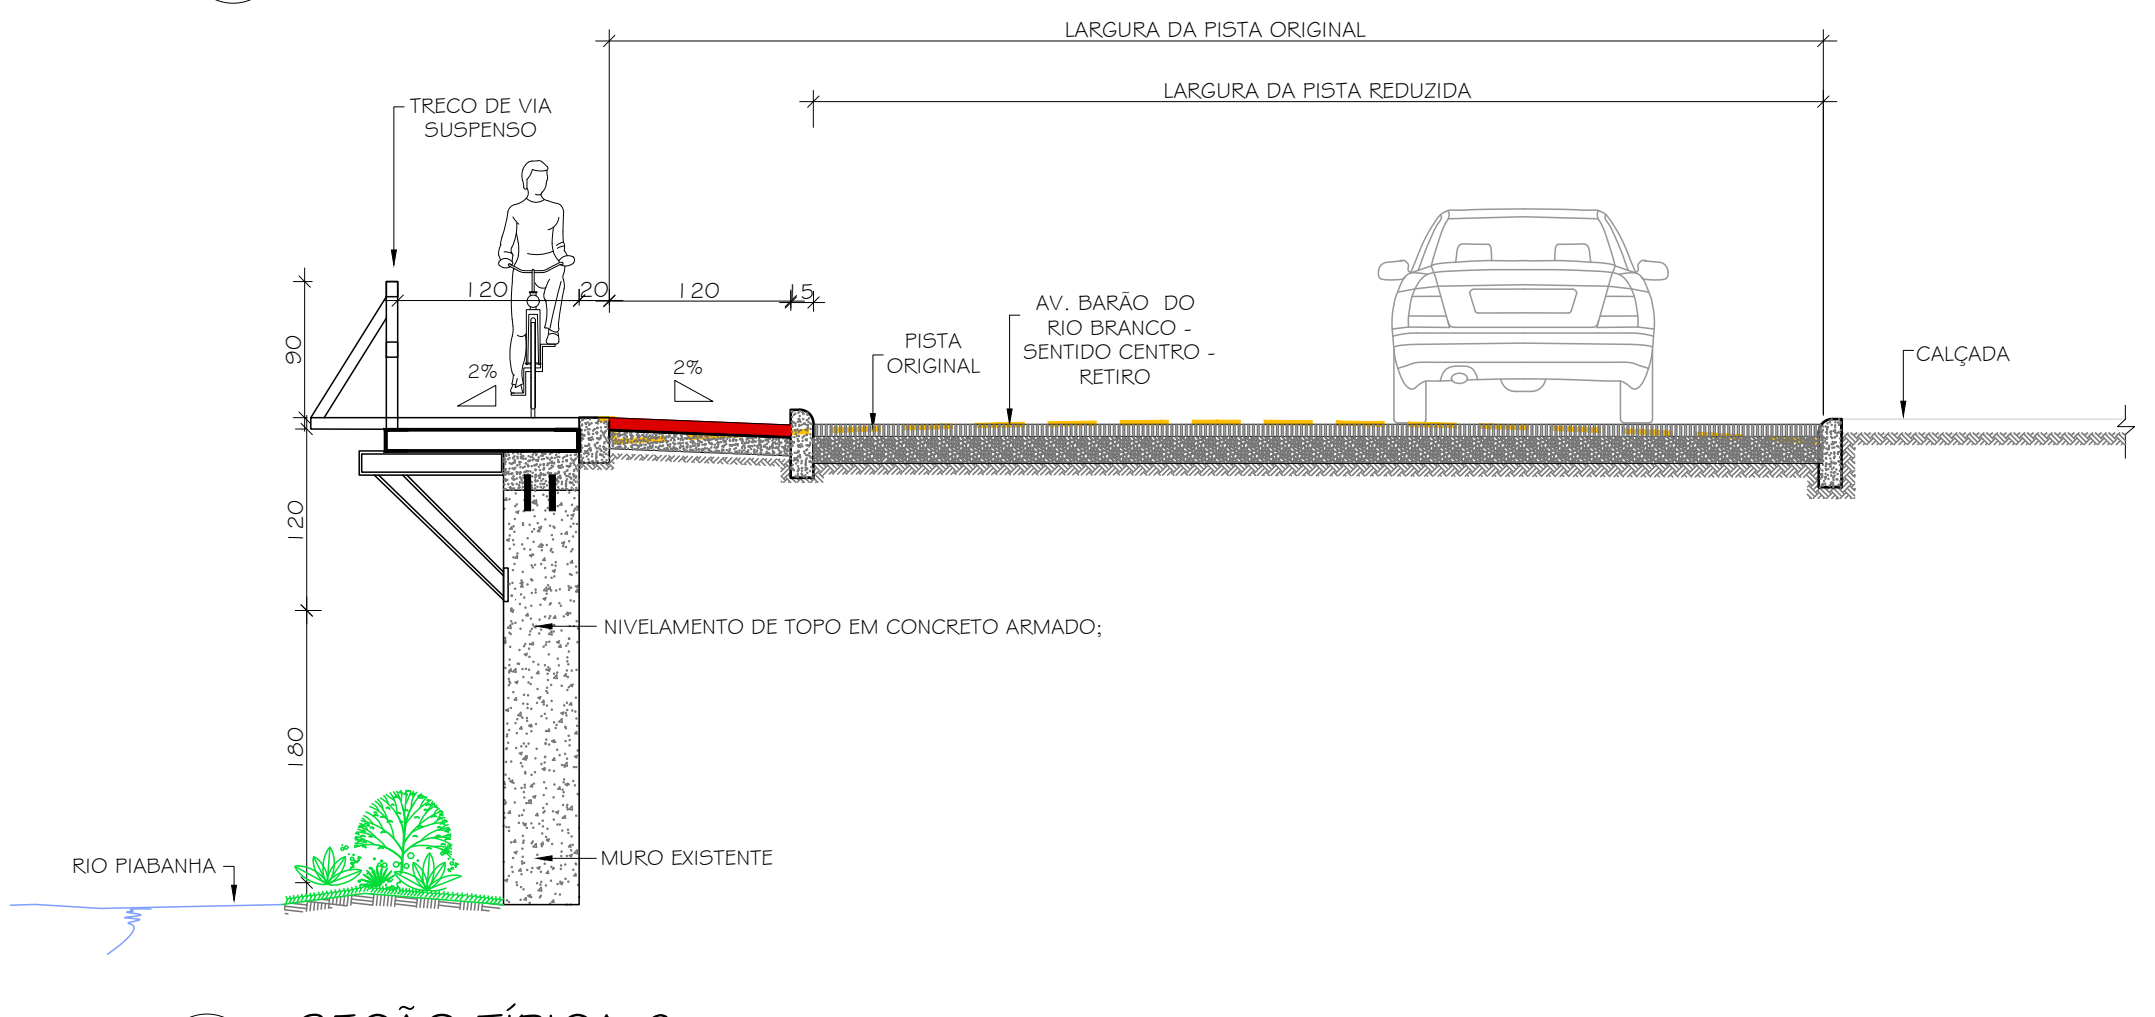 LARGURA DA PISTA ORIGINAL
LARGURA DA PISTA REDUZIDA
TRECO DE VIA
SUSPENSO
120
20
120
15
90
2%
2%
PISTA
ORIGINAL
AV. BARÃO DO
RIO BRANCO -
SENTIDO CENTRO -
RETIRO
CALÇADA
120
NIVELAMENTO DE TOPO EM CONCRETO ARMADO;
180
MURO EXISTENTE
RIO PIABANHA
SEÇÃO TÍPICA